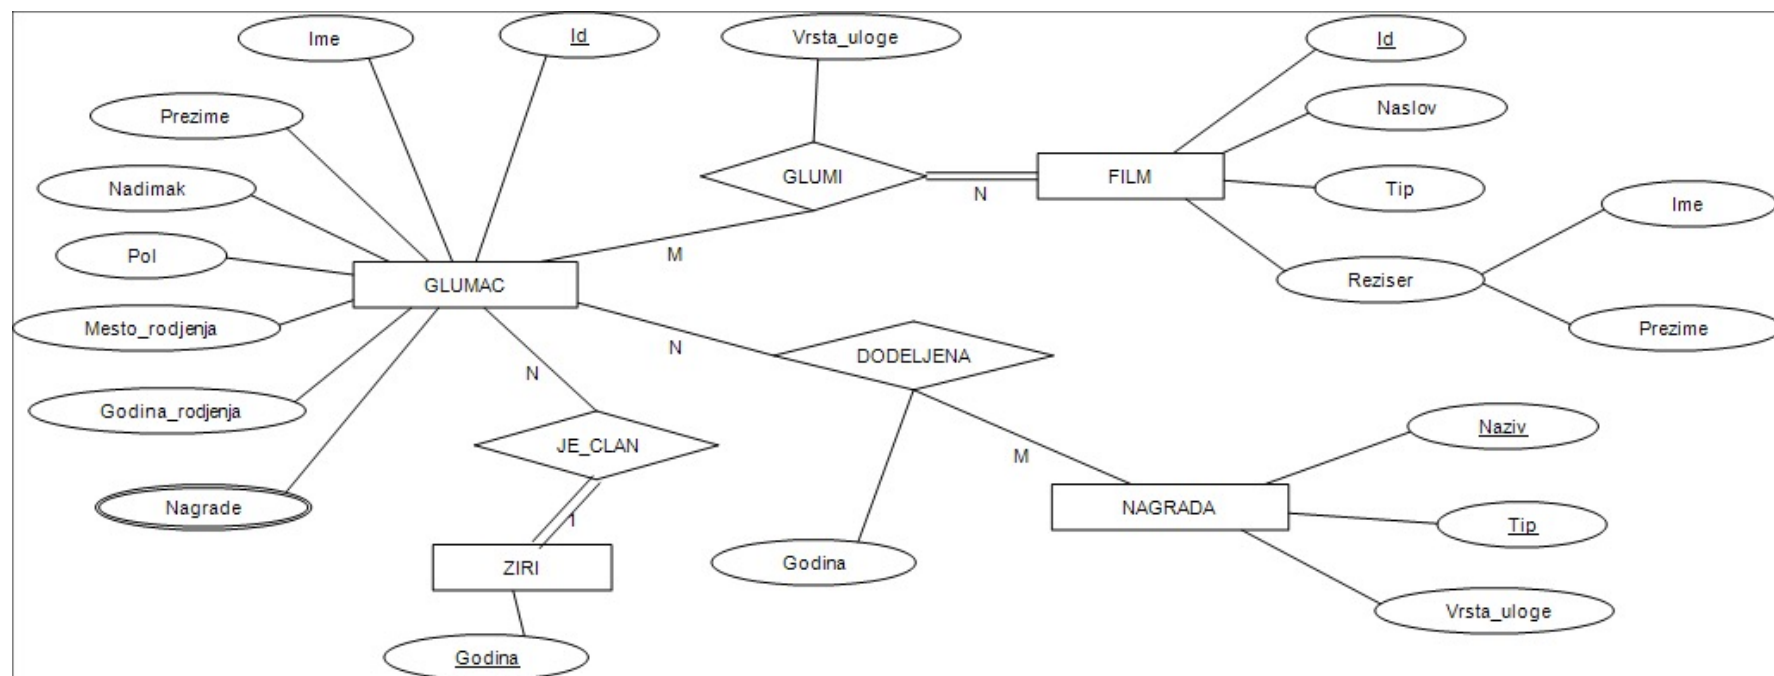 Ime
Id
Vrsta_uloge
Id
Prezime
Naslov
Nadimak
GLUMI
FILM
Tip
N
Ime
Pol
M
GLUMAC
Reziser
Mesto_rodjenja
Prezime
N
DODELJENA
N
Godina_rodjenja
Naziv
JE_CLAN
M
Nagrade
NAGRADA
1
Tip
ZIRI
Godina
Vrsta_uloge
Godina